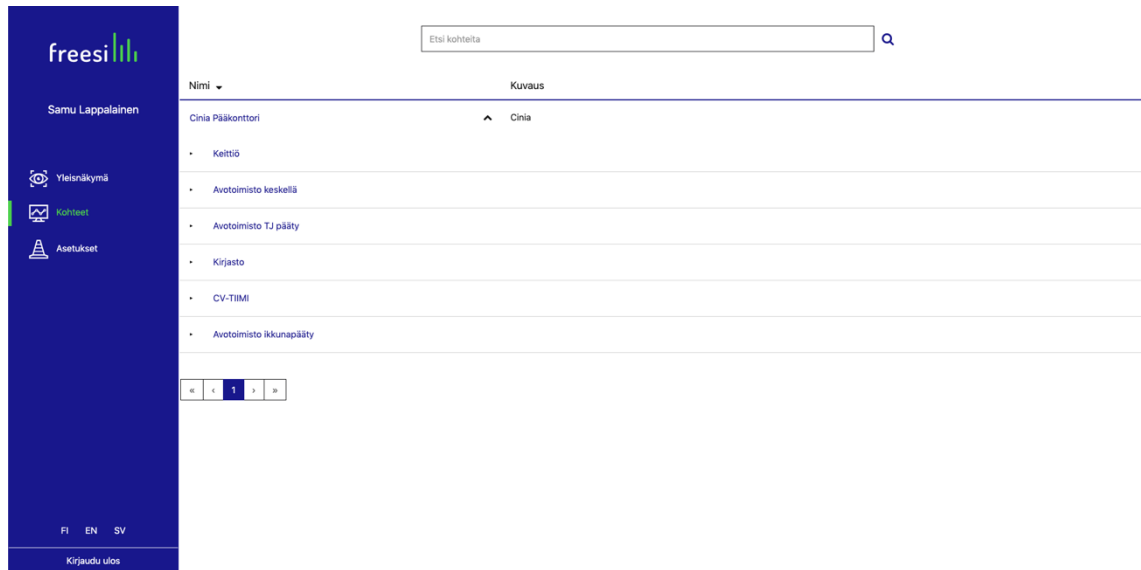 freesi
Samu Lappalainen
Yleisnäkymä
Kohteet
Asetukset
FI EN SV
Kirjaudu ulos
Etsi kohteita
Nimi Kuvaus
Cinia Pääkonttori Cinia
Keittiö
Avotoimisto keskellä
Avotoimisto TJ pääty
Kirjasto
CV-TIIMI
Avotoimisto ikkunapääty
« ‹ 1 › »